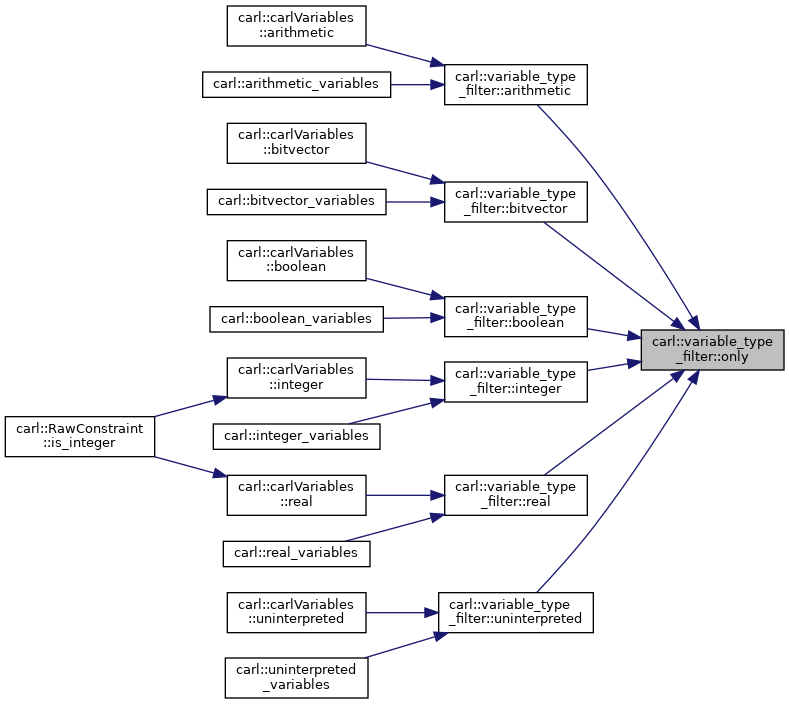 carl::carlVariables
::arithmetic
carl::variable_type
_filter::arithmetic
carl::arithmetic_variables
carl::carlVariables
::bitvector
carl::variable_type
_filter::bitvector
carl::bitvector_variables
carl::carlVariables
::boolean
carl::variable_type
_filter::boolean
carl::boolean_variables
carl::variable_type
_filter::only
carl::carlVariables
::integer
carl::variable_type
_filter::integer
carl::RawConstraint
::is_integer
carl::integer_variables
carl::carlVariables
::real
carl::variable_type
_filter::real
carl::real_variables
carl::carlVariables
::uninterpreted
carl::variable_type
_filter::uninterpreted
carl::uninterpreted
_variables